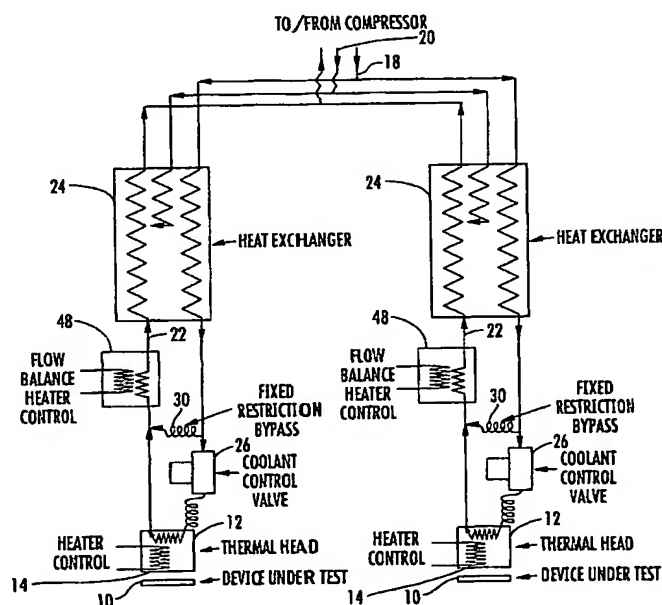 TO/FROM COMPRESSOR
20
18
24
HEAT EXCHANGER
24
HEAT EXCHANGER
48
22
FLOW
BALANCE
HEATER
CONTROL
30
FIXED
RESTRICTION
BYPASS
26
COOLANT
CONTROL
VALVE
12
HEATER
CONTROL
THERMAL HEAD
14
10
DEVICE UNDER TEST
48
22
FLOW
BALANCE
HEATER
CONTROL
30
FIXED
RESTRICTION
BYPASS
26
COOLANT
CONTROL
VALVE
12
HEATER
CONTROL
THERMAL HEAD
14
10
DEVICE UNDER TEST